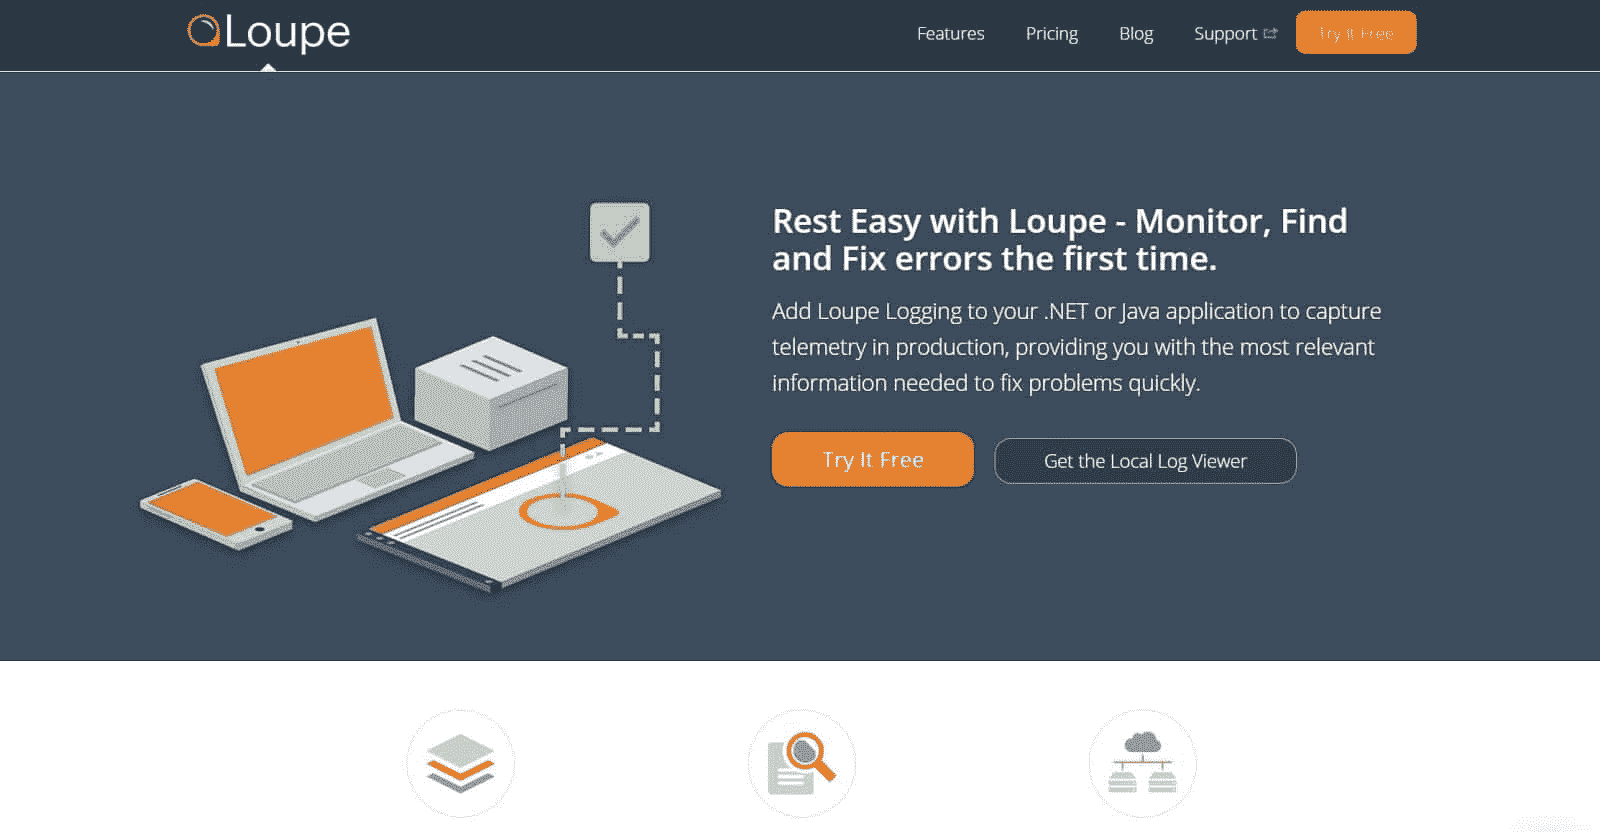 Loupe
Features
Pricing
Blog
Support
Try It Free
Rest Easy with Loupe - Monitor, Find
and Fix errors the first time.
Add Loupe Logging to your .NET or Java application to capture
telemetry in production, providing you with the most relevant
information needed to fix problems quickly.
Try It Free
Get the Local Log Viewer